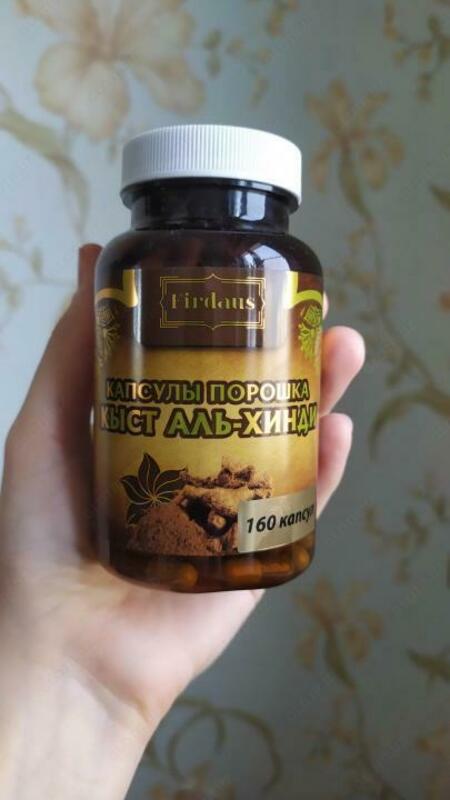 Firdaus
КАПСУЛЫ ПОРОШКА
КЫСТ АЛЬ-ХИНДИ
160 капсул